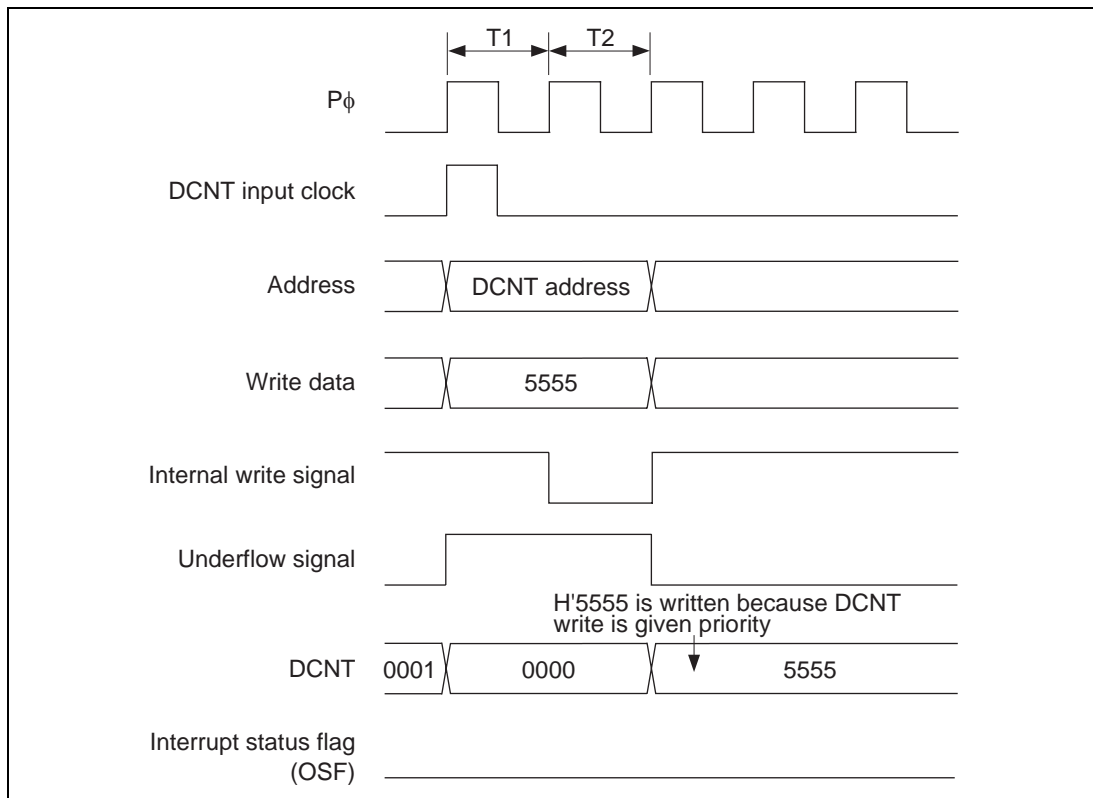 T1 T2
Pϕ
DCNT input clock
Address
DCNT address
Write data
5555
Internal write signal
Underflow signal
H'5555 is written because DCNT
write is given priority
DCNT
0001
0000
5555
Interrupt status flag
(OSF)